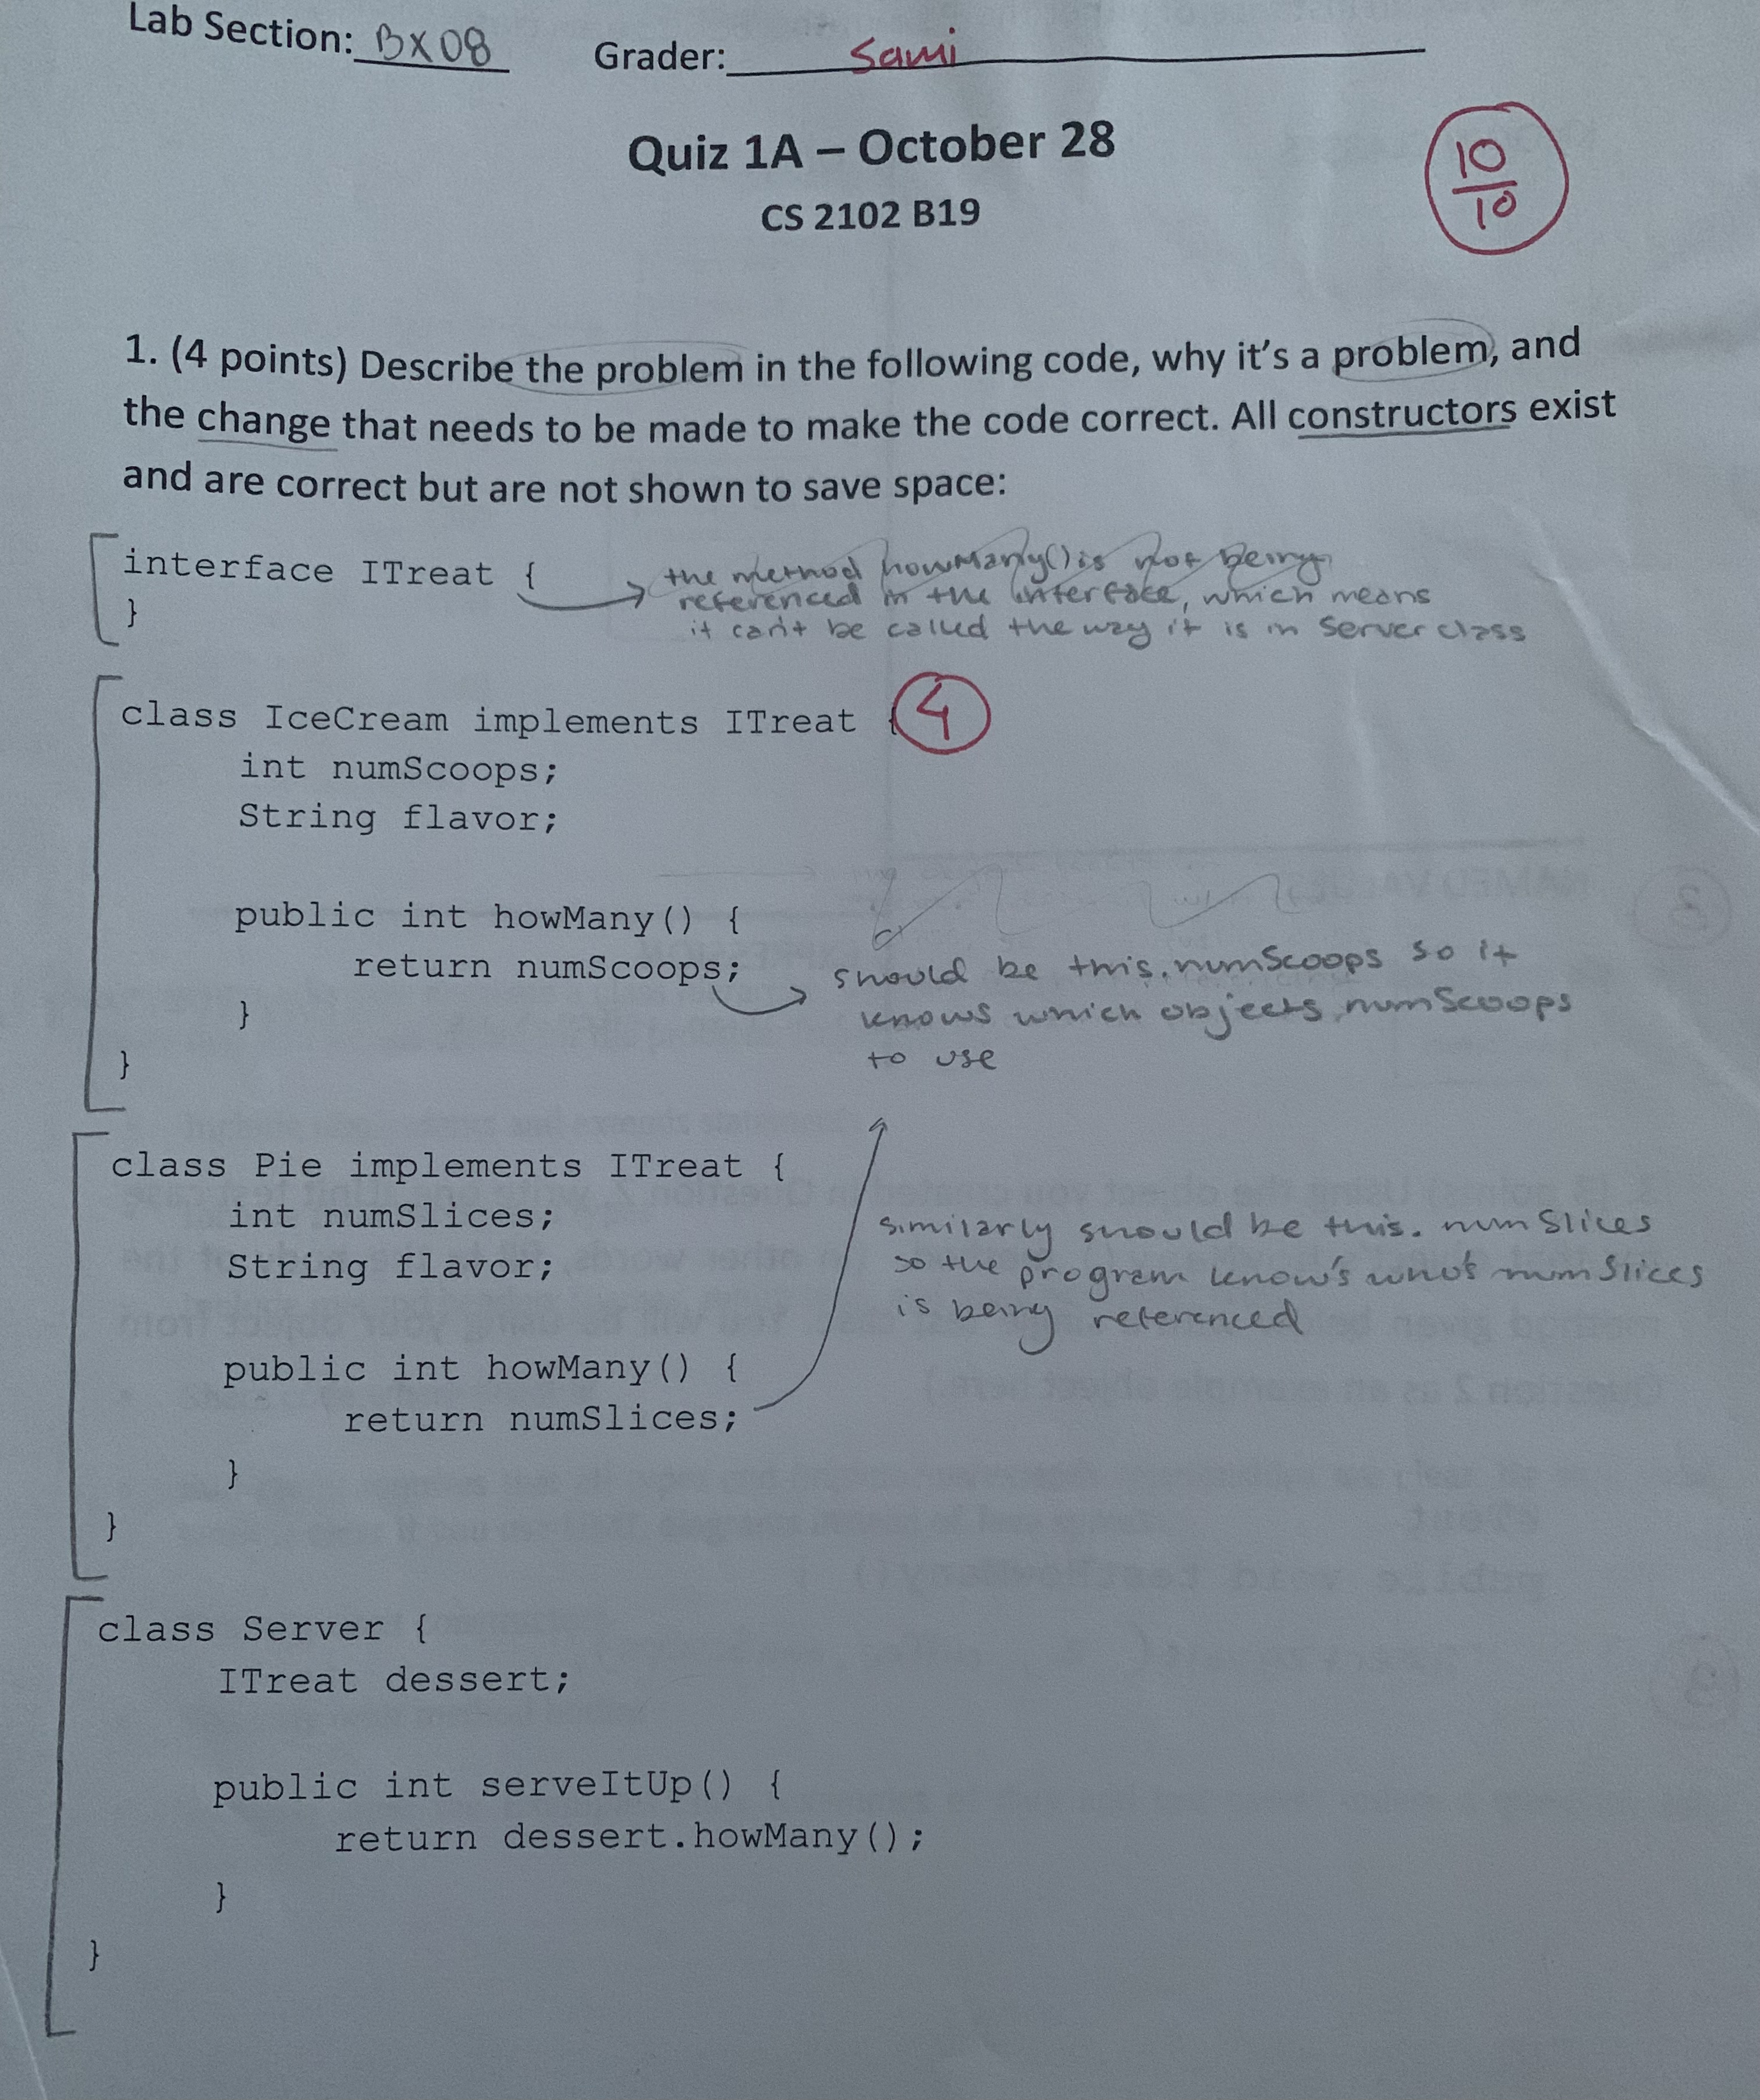 Lab Section: BX08 Grader: Sami
Quiz 1A – October 28
10
10
CS 2102 B19
1. (4 points) Describe the problem in the following code, why it's a problem, and
the change that needs to be made to make the code correct. All constructors exist
and are correct but are not shown to save space:
interface ITreat {
}
the method howMany() is not being
referenced in the interface, which means
it can't be called the way it is in Server class
class IceCream implements ITreat {
4
int numScoops;
String flavor;
public int howMany() {
return numScoops;
}
}
should be this.numScoops so it
knows which objects numScoops
to use
class Pie implements ITreat {
int numSlices;
String flavor;
public int howMany() {
return numSlices;
}
}
similarly should be this.numSlices
so the program know's who's numSlices
is being referenced
class Server {
ITreat dessert;
public int serveItUp() {
return dessert.howMany();
}
}